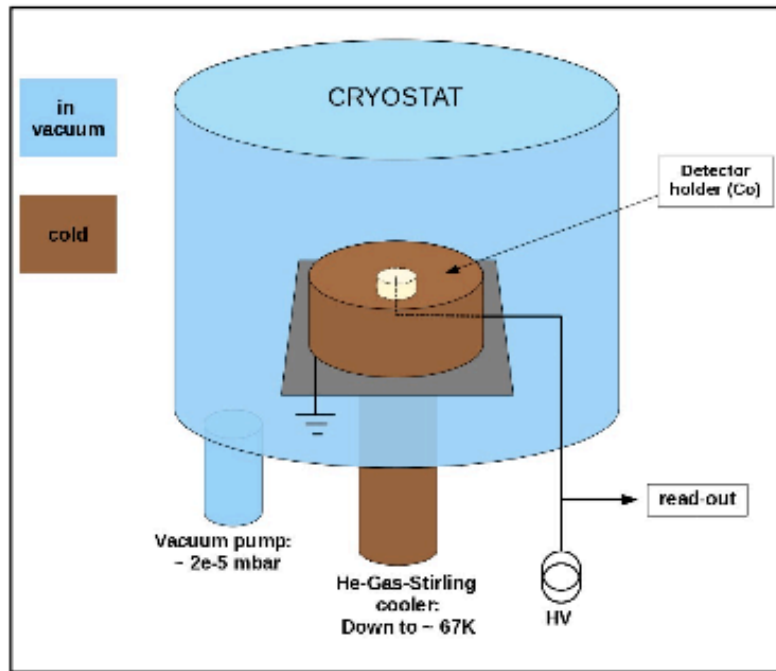 CRYOSTAT
in
vacuum
Detector
holder (Co)
cold
read-out
Vacuum pump:
~ 2e-5 mbar
He-Gas-Stirling
cooler:
Down to ~ 67K
HV